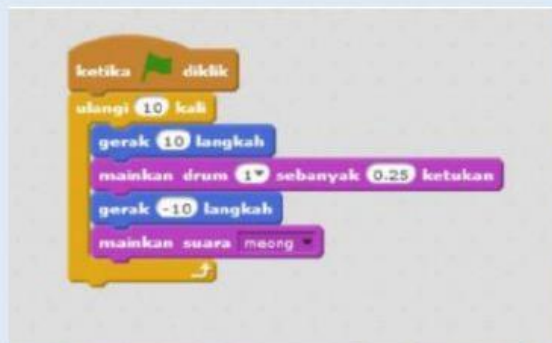 ketika diklik
ulangi 10 kali
gerak 10 langkah
mainkan drum 1 sebanyak 0.25 ketukan
gerak -10 langkah
mainkan suara meong